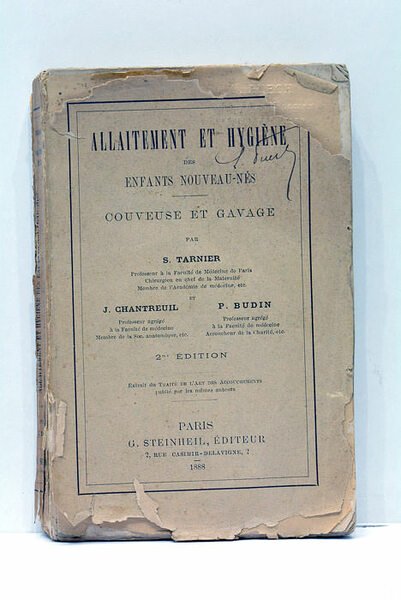 ALLAITEMENT ET HYGIÈNE
DES
ENFANTS NOUVEAU-NÉS
COUVEUSE ET GAVAGE
PAR
S. TARNIER
Professeur à la Faculté de Médecine de Paris
Chirurgien en chef de la Maternité
Membre de l'Académie de médecine, etc.
ET
J. CHANTREUIL
Professeur agrégé
à la Faculté de médecine
Membre de la Soc. anatomique, etc.
P. BUDIN
Professeur agrégé
à la Faculté de médecine
Accoucheur de la Charité, etc.
2me ÉDITION
Extrait du TRAITÉ DE L'ART DES ACCOUCHEMENTS
publié par les mêmes auteurs
PARIS
G. STEINHEIL, ÉDITEUR
2, RUE CASIMIR-DELAVIGNE, 2
1888